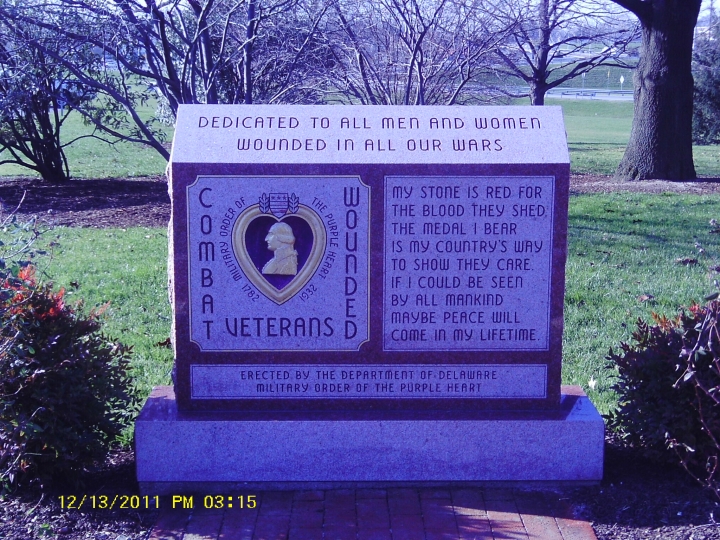 DEDICATED TO ALL MEN AND WOMEN
WOUNDED IN ALL OUR WARS
COMBAT
WOUNDED
VETERANS
MILITARY ORDER OF THE PURPLE HEART
1782 1932
MY STONE IS RED FOR
THE BLOOD THEY SHED.
THE MEDAL I BEAR
IS MY COUNTRY'S WAY
TO SHOW THEY CARE.
IF I COULD BE SEEN
BY ALL MANKIND
MAYBE PEACE WILL
COME IN MY LIFETIME.
ERECTED BY THE DEPARTMENT OF DELAWARE
MILITARY ORDER OF THE PURPLE HEART
12/13/2011 PM 03:15